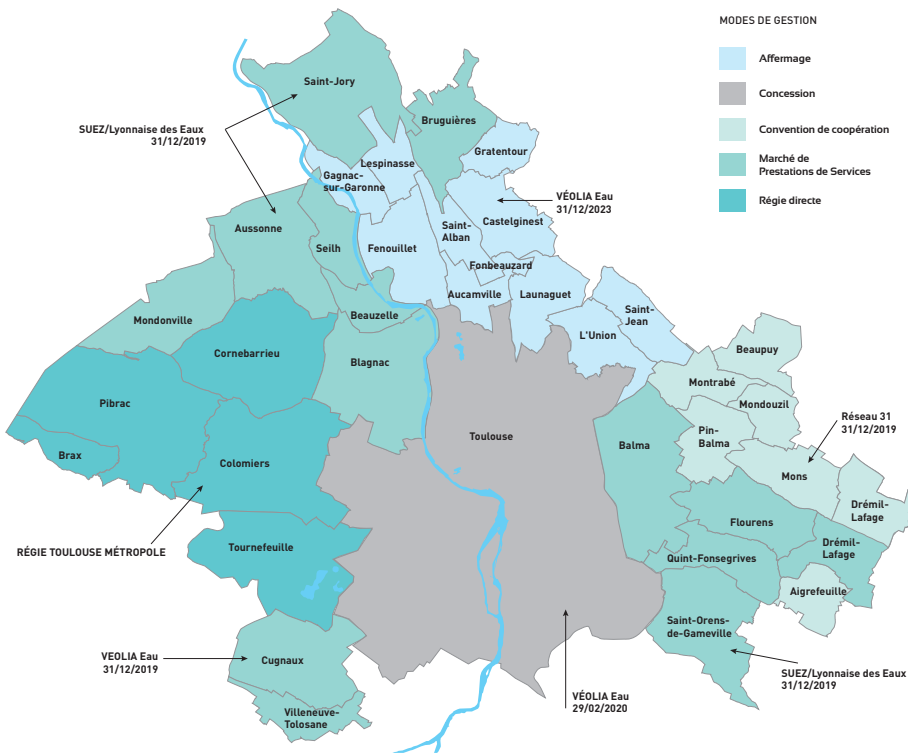 MODES DE GESTION
Affermage
Concession
Convention de coopération
Marché de
Prestations de Services
Régie directe
Saint-Jory
SUEZ/Lyonnaise des Eaux
31/12/2019
Bruguières
Gratentour
Lespinasse
Gagnac-
sur-Garonne
VÉOLIA Eau
31/12/2023
Castelginest
Saint-
Alban
Aussonne
Seilh
Fenouillet
Fonbeauzard
Aucamville
Launaguet
Saint-
Jean
L'Union
Beauzelle
Mondonville
Cornebarrieu
Blagnac
Beaupuy
Montrabé
Mondouzil
Pibrac
Réseau 31
31/12/2019
Pin-
Balma
Toulouse
Balma
Brax
Colomiers
Mons
Drémil-
Lafage
Flourens
RÉGIE TOULOUSE MÉTROPOLE
Tournefeuille
Drémil-
Lafage
Quint-Fonsegrives
Aigrefeuille
Saint-Orens-
de-Gameville
VEOLIA Eau
31/12/2019
Cugnaux
SUEZ/Lyonnaise des Eaux
31/12/2019
VÉOLIA Eau
29/02/2020
Villeneuve-
Tolosane